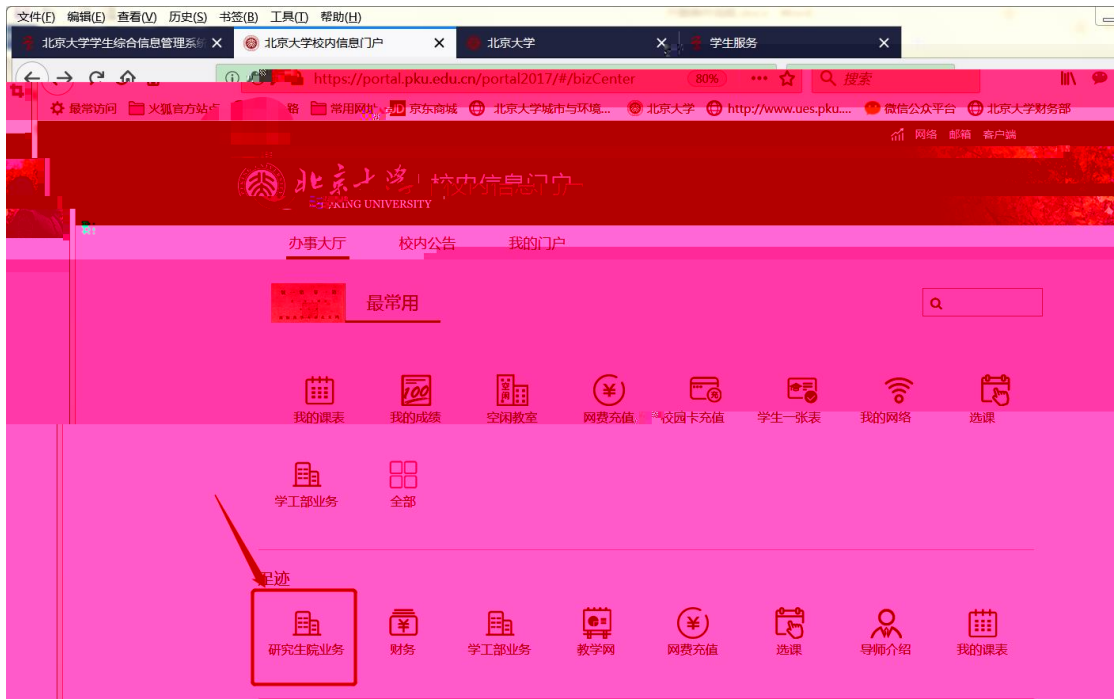 文件(F) 编辑(E) 查看(V) 历史(S) 书签(B) 工具(T) 帮助(H)
北京大学学生综合信息管理系统 北京大学校内信息门户 北京大学 学生服务
https://portal.pku.edu.cn/portal2017/#/bizCenter 80% 搜索
最常访问 火狐官方站点 常用网址 JD 京东商城 北京大学城市与环境... 北京大学 http://www.ues.pku.... 微信公众平台 北京大学财务部
网络 邮箱 客户端
北京大学 校内信息门户
PEKING UNIVERSITY
办事大厅 校内公告 我的门户
最常用
我的课表 我的成绩 空闲教室 网费充值 校园卡充值 学生一张表 我的网络 选课
学工部业务 全部
足迹
研究生院业务 财务 学工部业务 教学网 网费充值 选课 导师介绍 我的课表